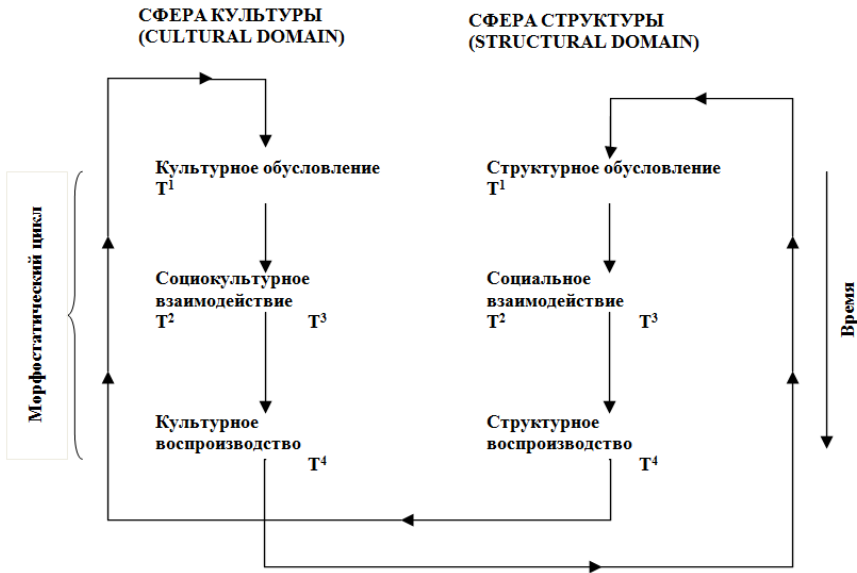 СФЕРА КУЛЬТУРЫ
(CULTURAL DOMAIN)
СФЕРА СТРУКТУРЫ
(STRUCTURAL DOMAIN)
Морфостатический цикл
Культурное обусловление
T¹
Социокультурное
взаимодействие
T² T³
Культурное
воспроизводство
T⁴
Структурное обусловление
T¹
Социальное
взаимодействие
T² T³
Структурное
воспроизводство
T⁴
Время